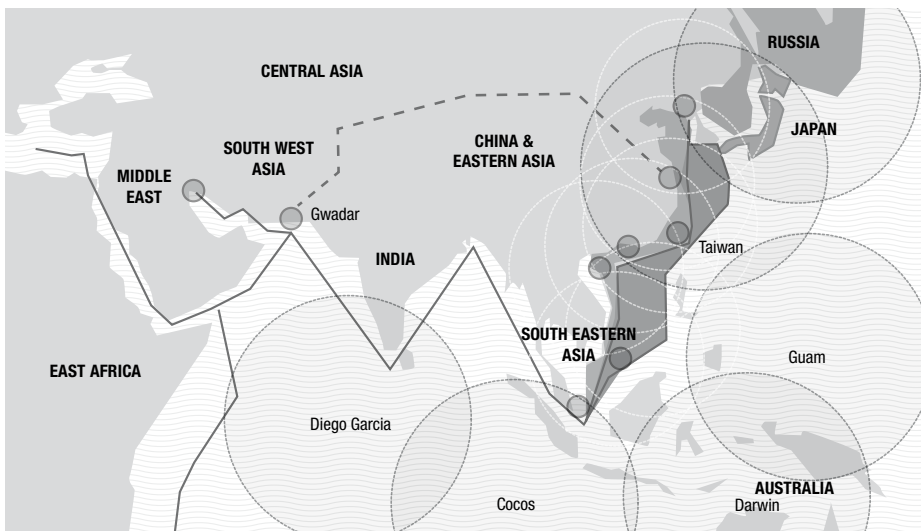 RUSSIA
CENTRAL ASIA
JAPAN
CHINA &
EASTERN ASIA
SOUTH WEST
ASIA
MIDDLE
EAST
Gwadar
Taiwan
INDIA
SOUTH EASTERN
ASIA
Guam
EAST AFRICA
Diego Garcia
AUSTRALIA
Cocos
Darwin